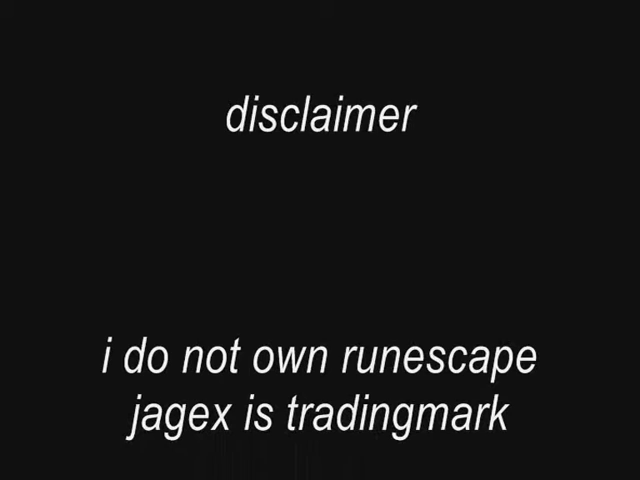 disclaimer
i do not own runescape
jagex is tradingmark